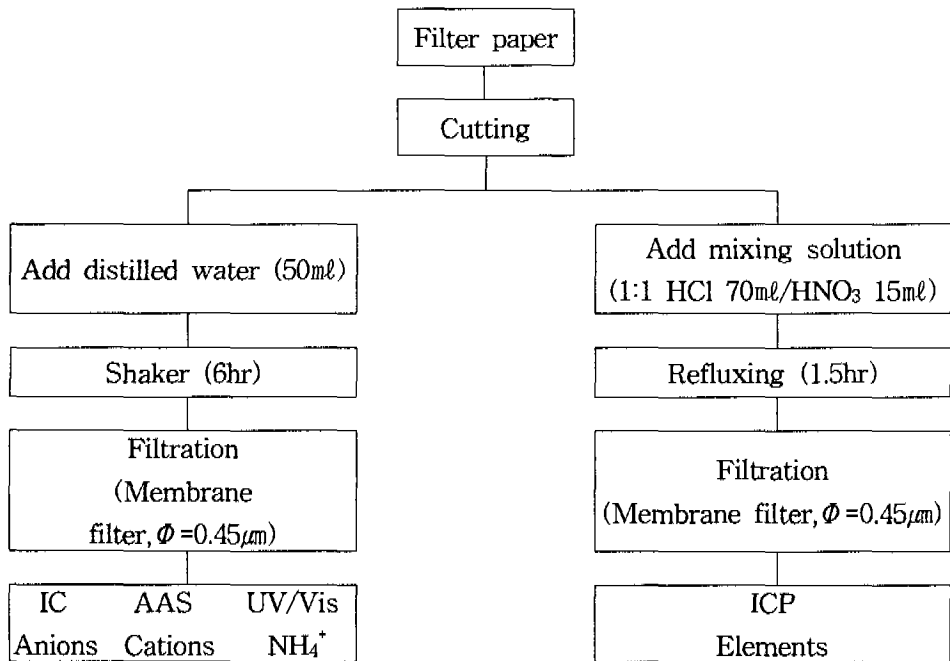 Filter paper
Cutting
Add distilled water (50㎖)
Shaker (6hr)
Filtration
(Membrane
filter, Φ=0.45㎛)
IC AAS UV/Vis
Anions Cations NH₄⁺
Add mixing solution
(1:1 HCl 70㎖/HNO₃ 15㎖)
Refluxing (1.5hr)
Filtration
(Membrane filter, Φ=0.45㎛)
ICP
Elements